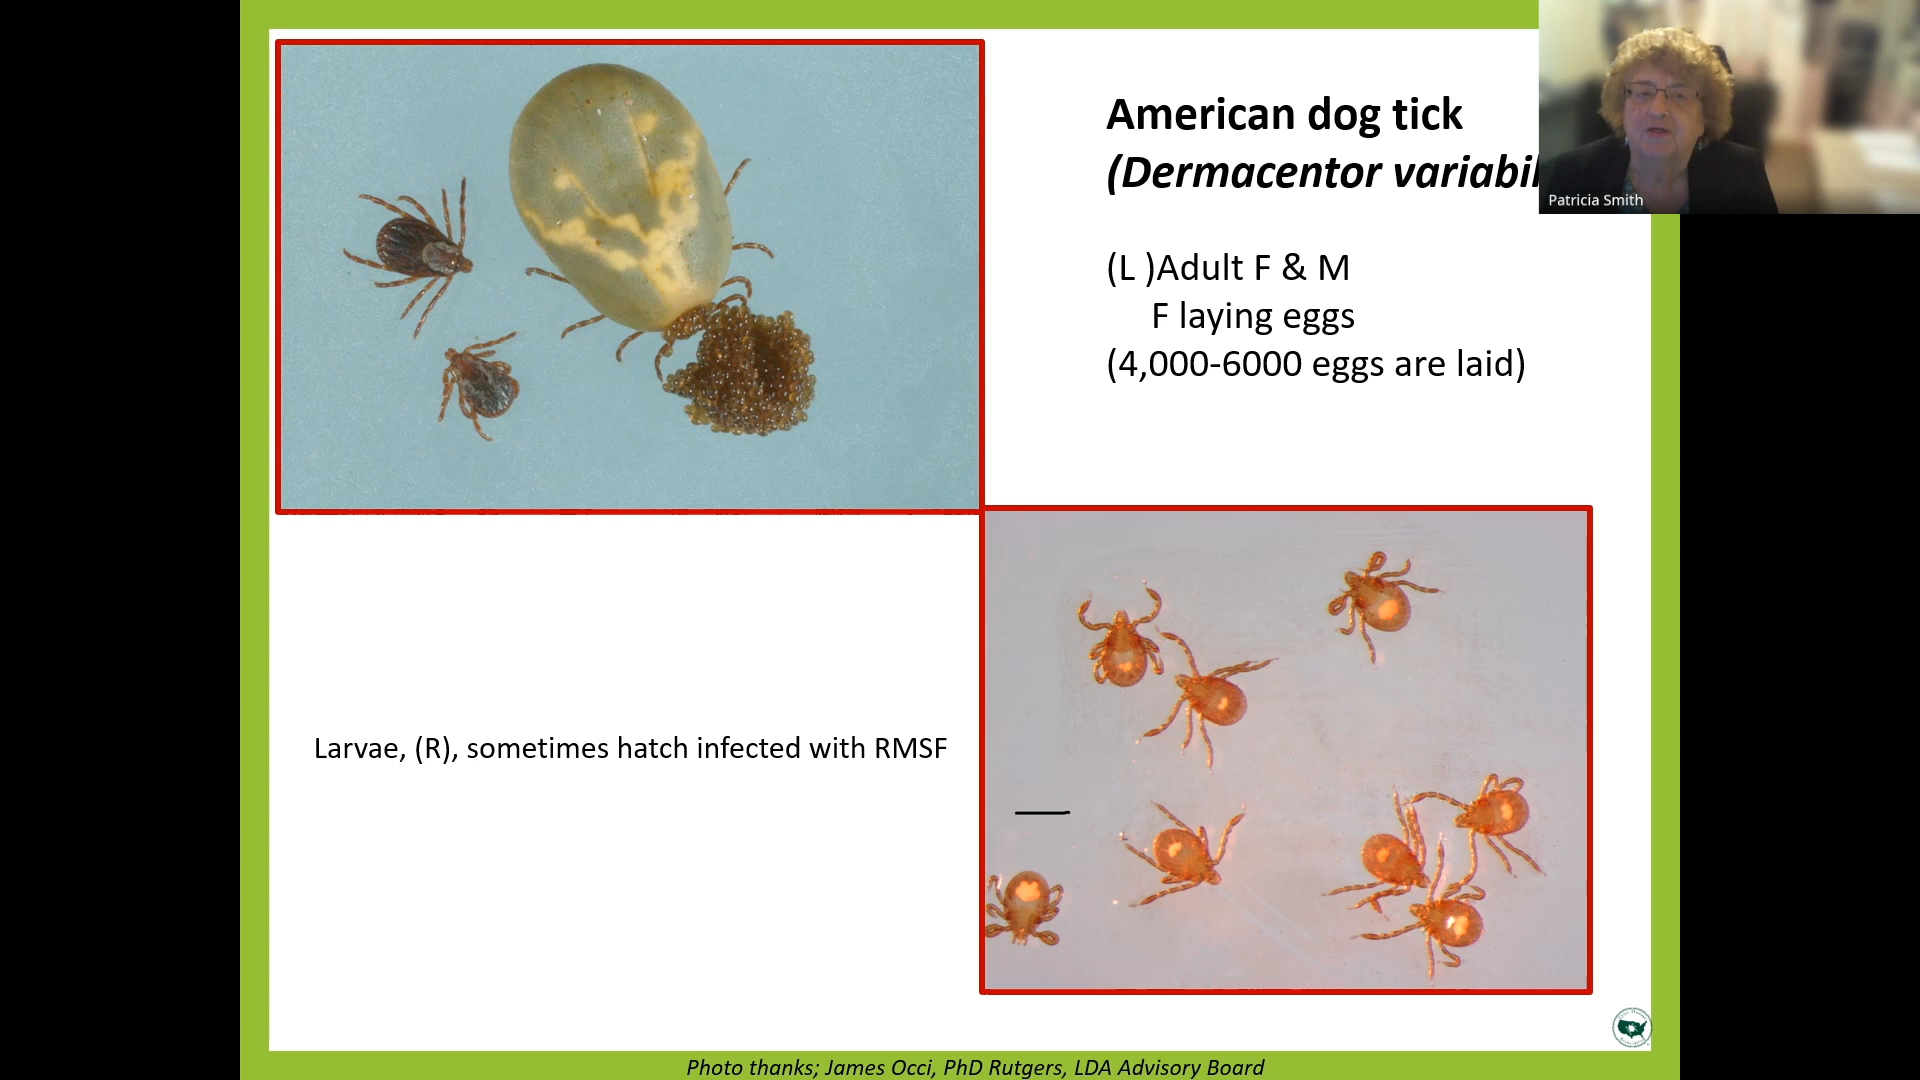 American dog tick
(Dermacentor variabil
Patricia Smith
(L )Adult F & M
F laying eggs
(4,000-6000 eggs are laid)
Larvae, (R), sometimes hatch infected with RMSF
Photo thanks; James Occi, PhD Rutgers, LDA Advisory Board